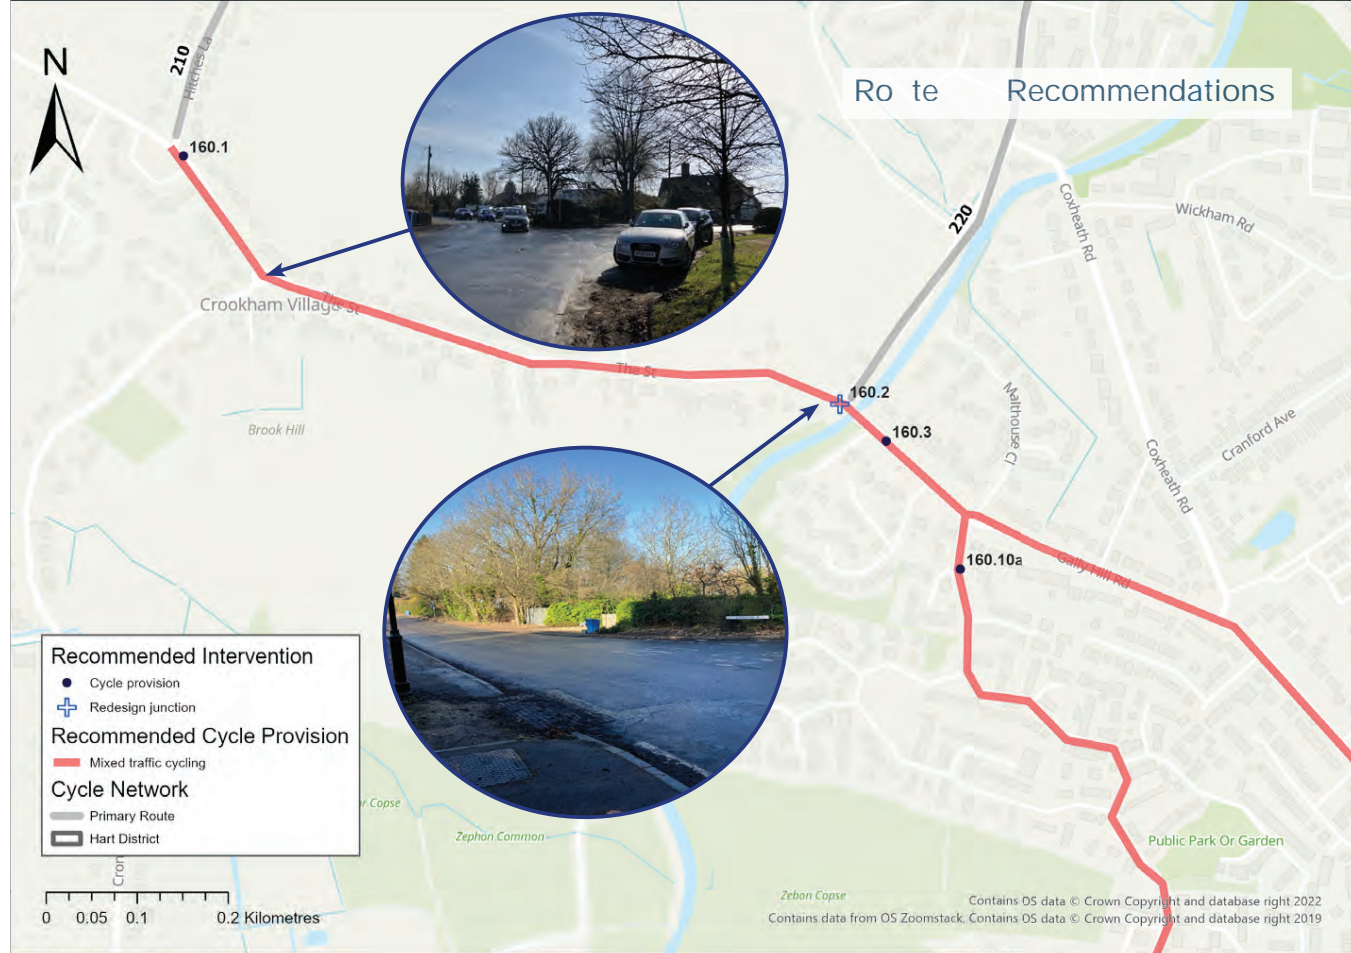 Ro te Recommendations
N
210
Hitches La
160.1
220
Coxheath Rd
Wickham Rd
Crookham Village
The St
The St
160.2
160.3
Malthouse Cl
Cranford Ave
Coxheath Rd
Brook Hill
160.10a
Gally Hill Rd
Recommended Intervention
Cycle provision
Redesign junction
Recommended Cycle Provision
Mixed traffic cycling
Cycle Network
Primary Route
Hart District
or Copse
Zephon Common
Public Park Or Garden
Cron
Zebon Copse
0 0.05 0.1 0.2 Kilometres
Contains OS data © Crown Copyright and database right 2022
Contains data from OS Zoomstack. Contains OS data © Crown Copyright and database right 2019